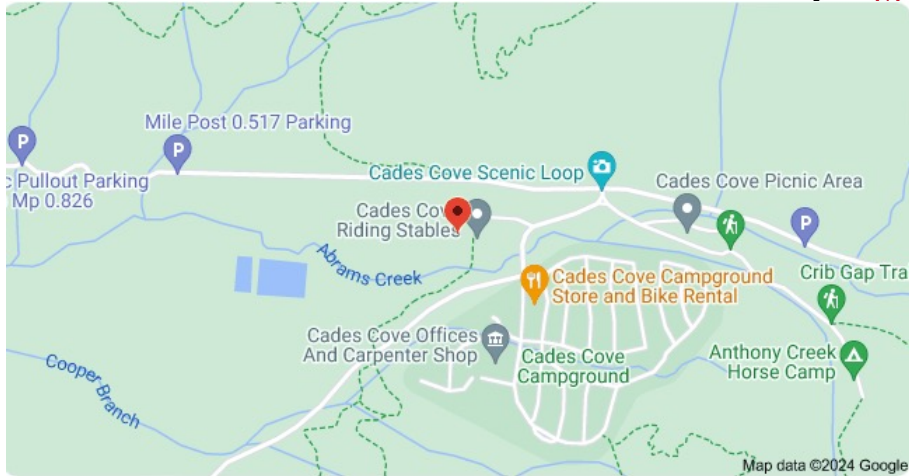 Mile Post 0.517 Parking
P
P
c Pullout Parking
Mp 0.826
Cades Cove Scenic Loop
Cades Cove Picnic Area
Cades Cov
Riding Stables
P
Abrams Creek
Cades Cove Campground
Store and Bike Rental
Crib Gap Tra
Cades Cove Offices
And Carpenter Shop
Cades Cove
Campground
Anthony Creek
Horse Camp
Cooper Branch
Map data ©2024 Google